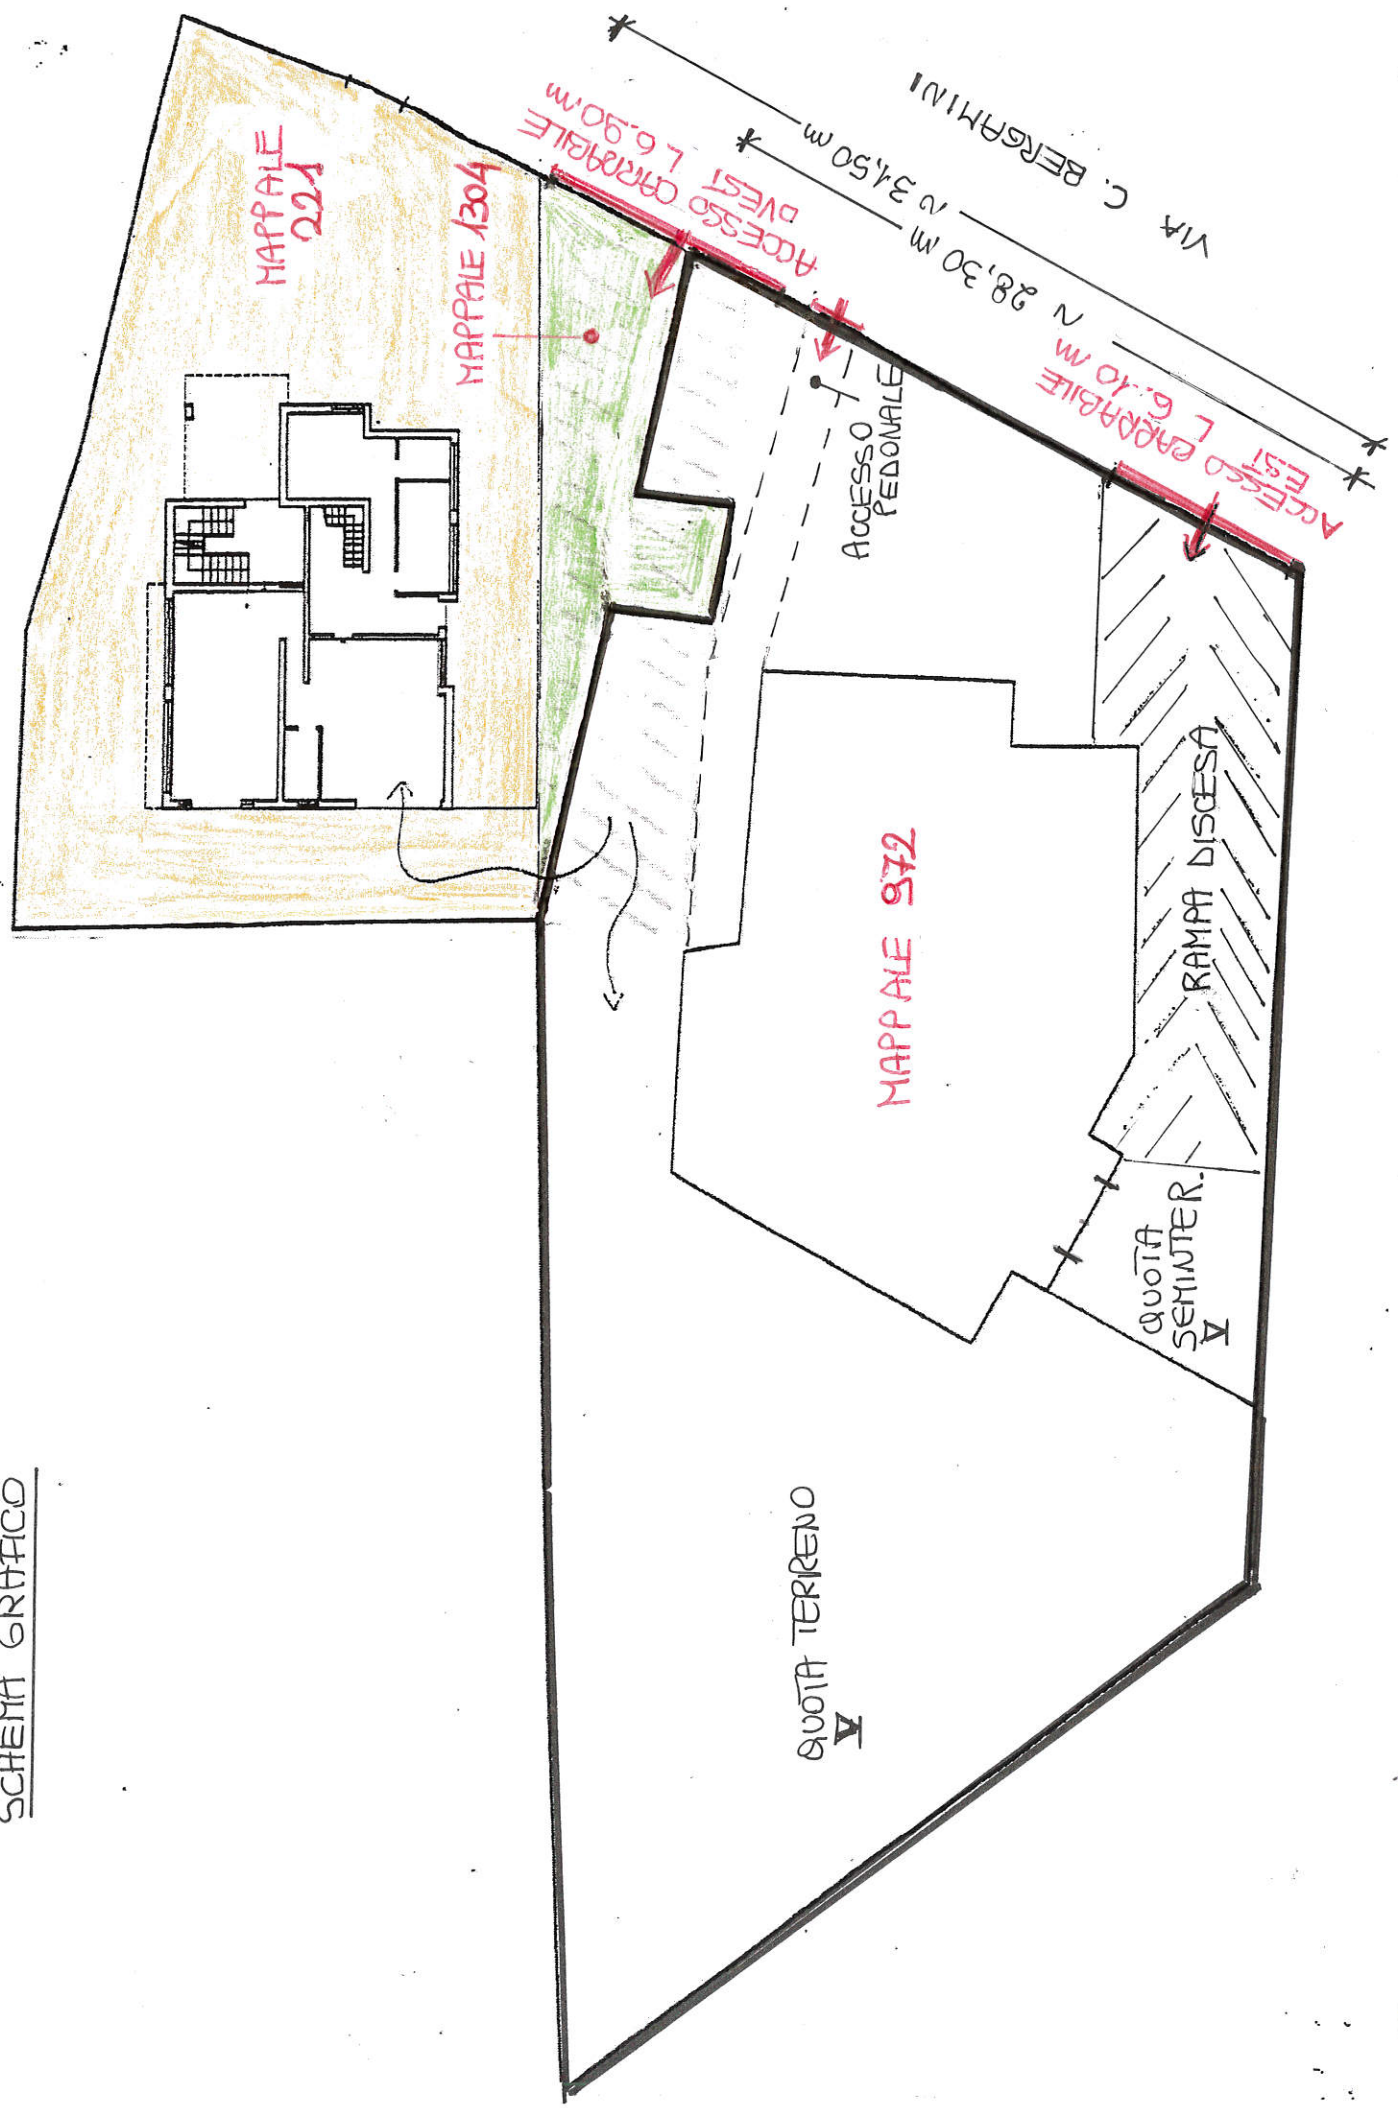 SCHEMA GRAFICO
MAPPALE
221
MAPPALE 1304
ACCESSO CARRABILE
OVEST L 6.90 m
VIA C. BERGAMINI
~ 31,50 m
~ 28,30 m
ACCESSO
PEDONALE
ACCESSO CARRABILE
EST L 6.10 m
MAPPALE 972
RAMPA DISCESA
QUOTA
SEMINTER.
QUOTA TERRENO